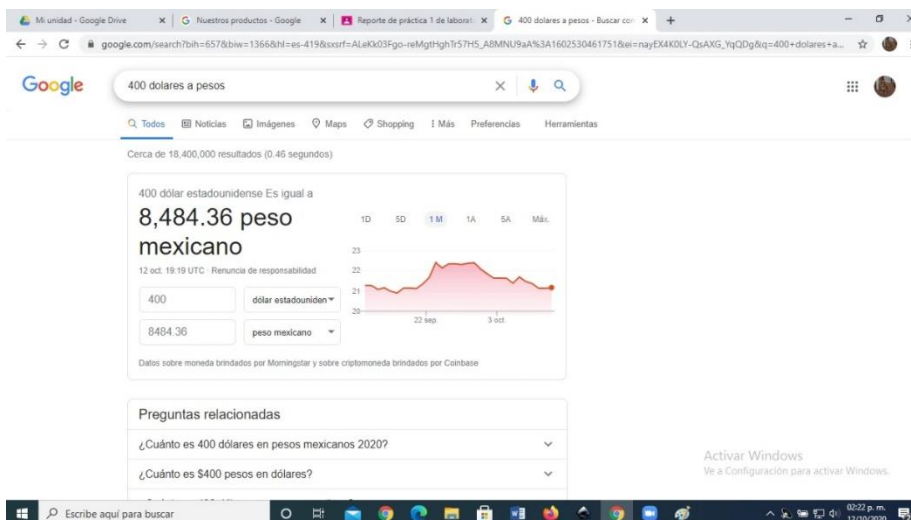 Mi unidad - Google Drive
Nuestros productos - Google
Reporte de práctica 1 de laborat
400 dolares a pesos - Buscar con
google.com/search?bih=657&biw=1366&hl=es-419&sxsrf=ALeKk03Fgo-reMgtHghTr57H5_A8MNU9aA%3A1602530461751&ei=nayEX4K0LY-QsAXG_YqQDg&q=400+dolares+a...
Google
400 dolares a pesos
Todos Noticias Imágenes Maps Shopping Más Preferencias Herramientas
Cerca de 18,400,000 resultados (0.46 segundos)
400 dólar estadounidense Es igual a
8,484.36 peso
mexicano
12 oct. 19:19 UTC · Renuncia de responsabilidad
400 dólar estadouniden
8484.36 peso mexicano
1D 5D 1 M 1A 5A Máx.
23
22
21
20
22 sep. 3 oct.
Datos sobre moneda brindados por Morningstar y sobre criptomoneda brindados por Coinbase
Preguntas relacionadas
¿Cuánto es 400 dólares en pesos mexicanos 2020?
¿Cuánto es $400 pesos en dólares?
Activar Windows
Ve a Configuración para activar Windows.
Escribe aquí para buscar
02:22 p. m.
12/10/2020